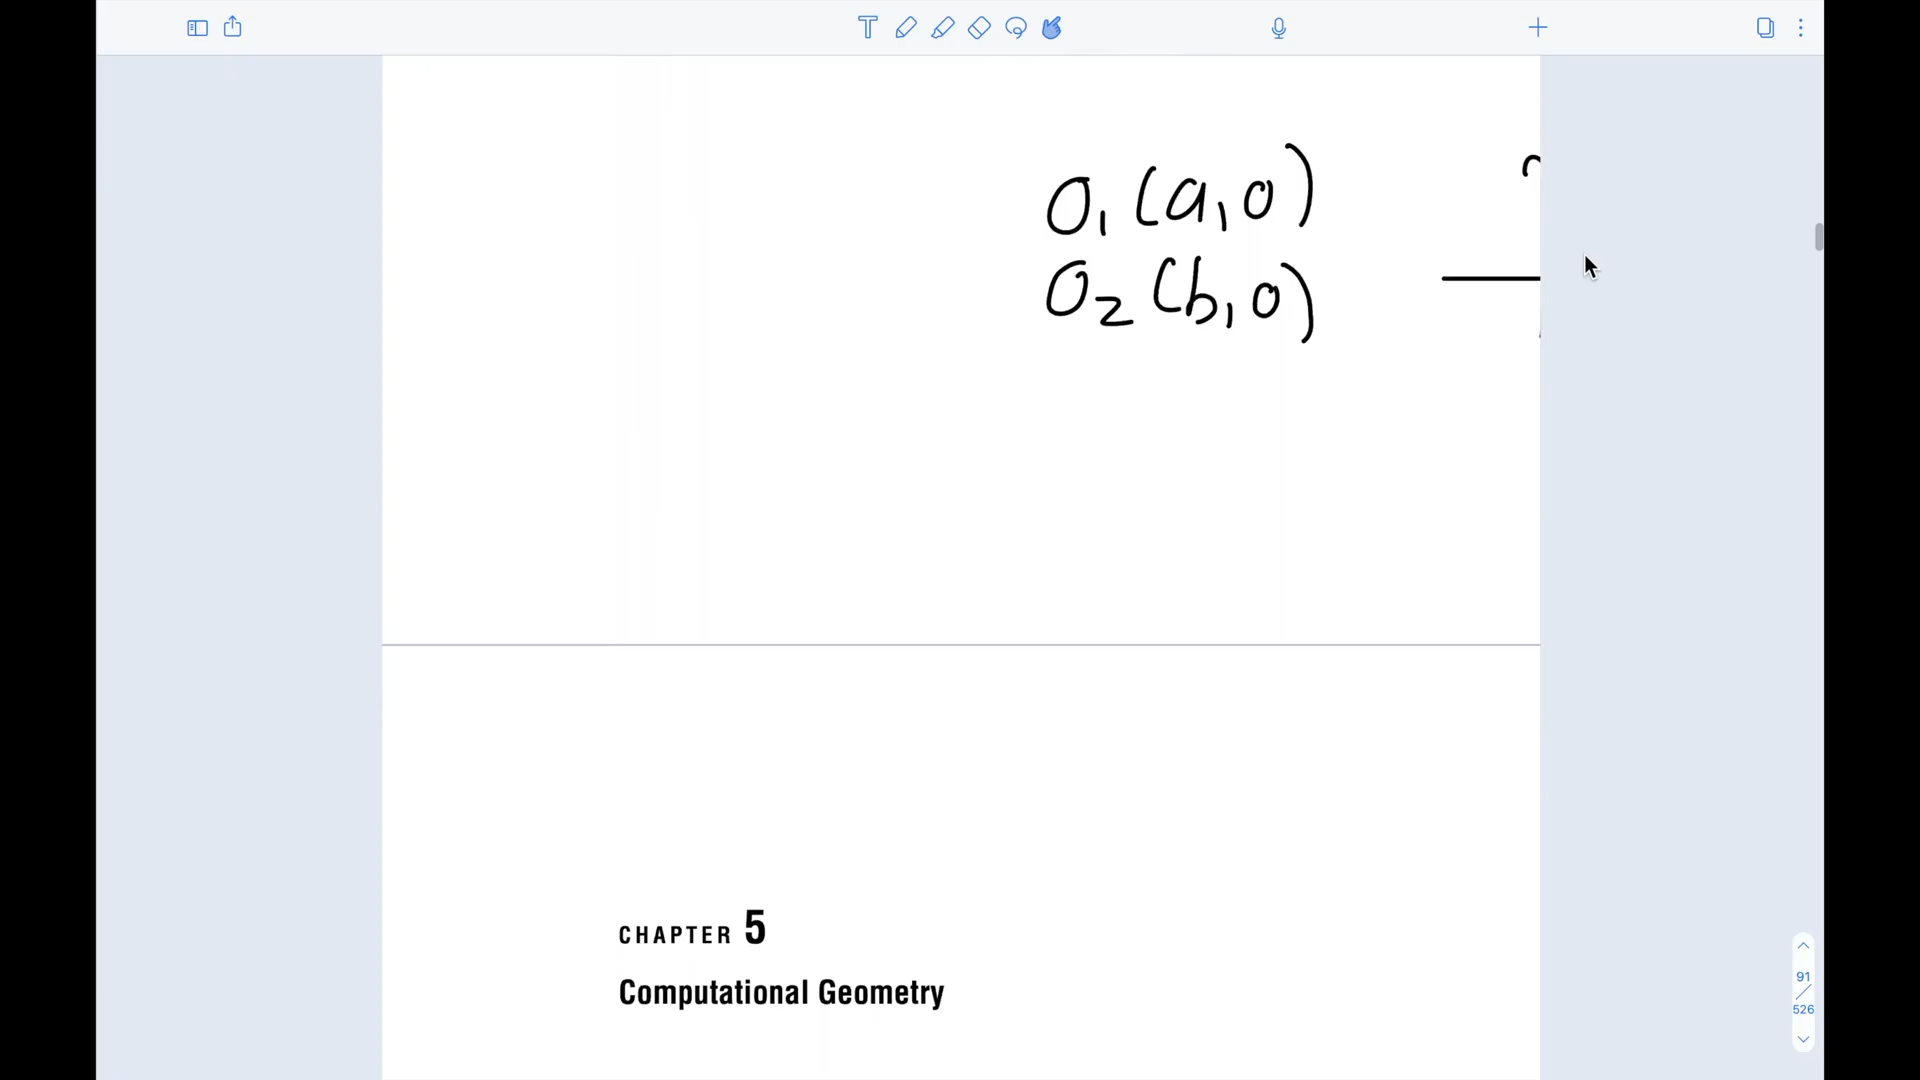 O₁ (a, 0)
O₂ (b, 0)
CHAPTER 5
Computational Geometry
91
526